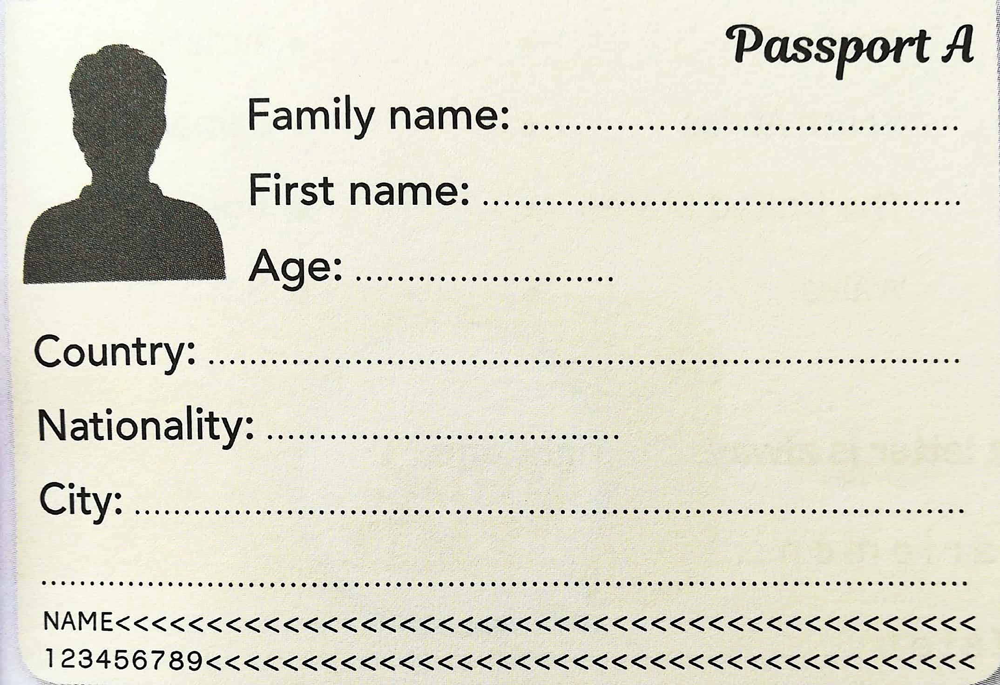 Passport A
Family name: ..........................................
First name: ..............................................
Age: .........................
Country: ........................................................................
Nationality: ..................................
City: ................................................................................
.........................................................................................
NAME<<<<<<<<<<<<<<<<<<<<<<<<<<<<<<<<<<<<<<<
123456789<<<<<<<<<<<<<<<<<<<<<<<<<<<<<<<<<<<